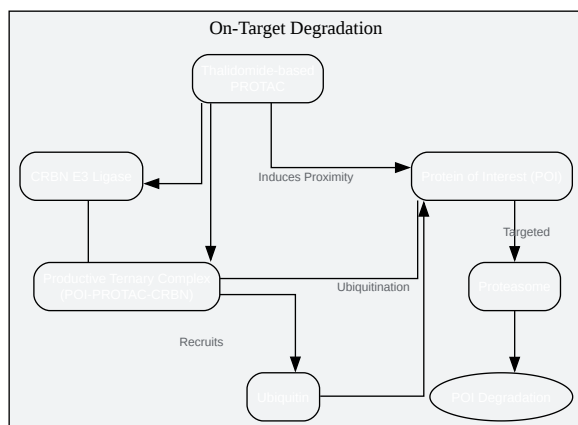 On-Target Degradation
Thalidomide-based
PROTAC
CRBN E3 Ligase
Induces Proximity
Protein of Interest (POI)
Targeted
Productive Ternary Complex
(POI-PROTAC-CRBN)
Ubiquitination
Proteasome
Recruits
Ubiquitin
POI Degradation